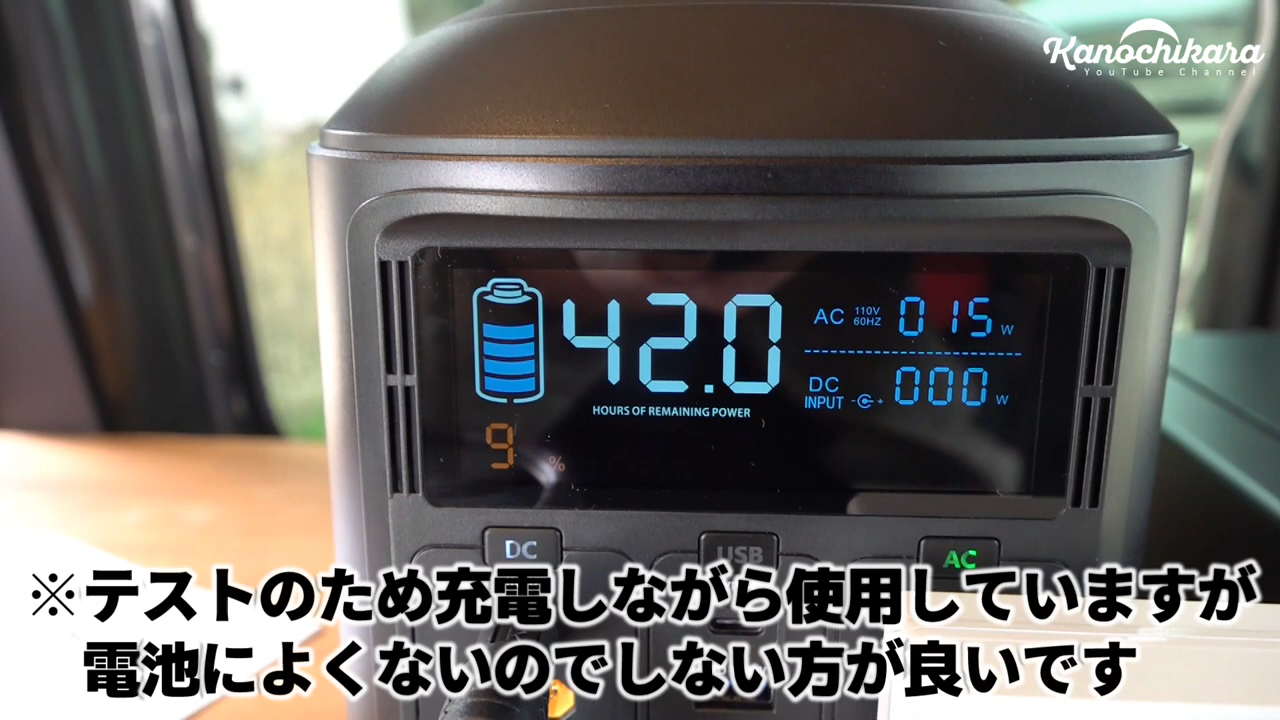 Kanochikara
YouTube Channel
42.0
HOURS OF REMAINING POWER
AC 110V 60HZ 015 W
DC INPUT 000 W
9 %
DC
USB
AC
※テストのため充電しながら使用していますが
電池によくないのでしない方が良いです